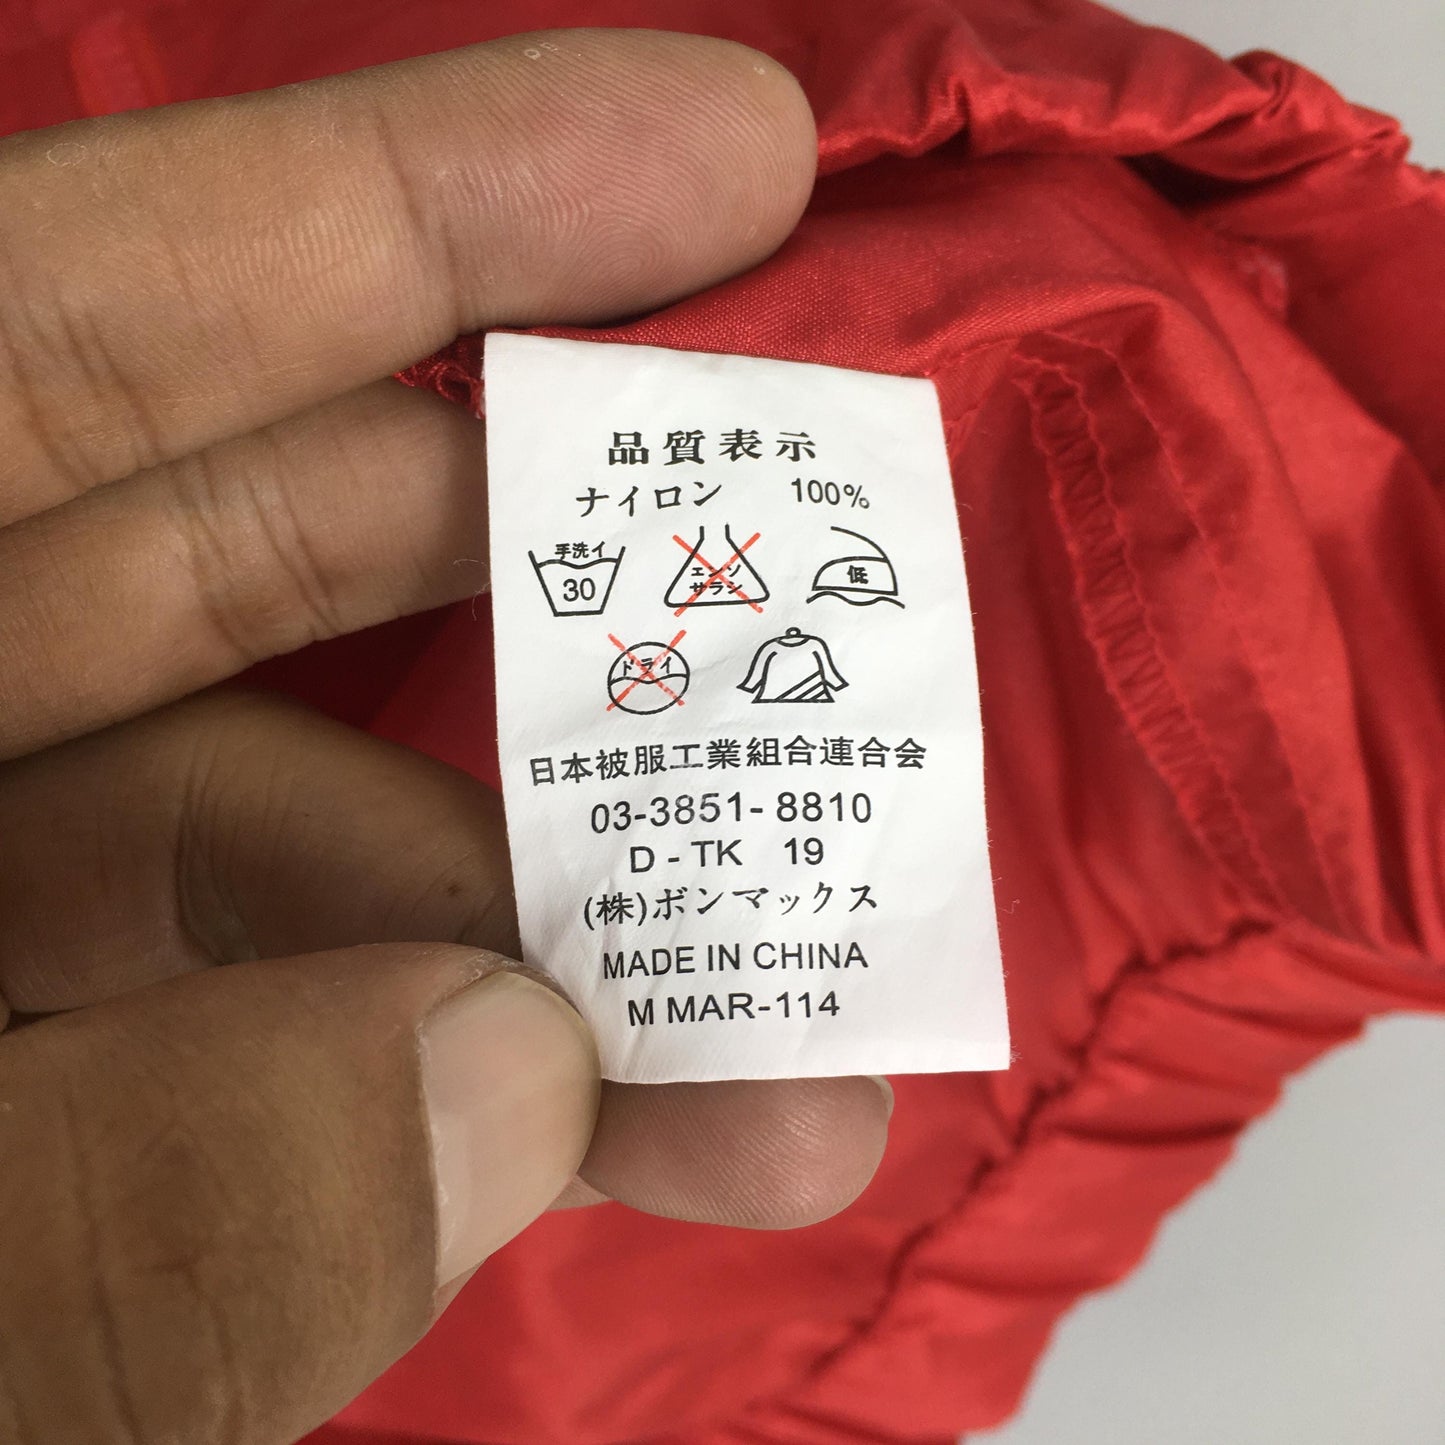 品質表示
ナイロン 100%
手洗イ
30
エンソ
サラシ
低
ドライ
日本被服工業組合連合会
03-3851-8810
D-TK 19
(株)ボンマックス
MADE IN CHINA
M MAR-114